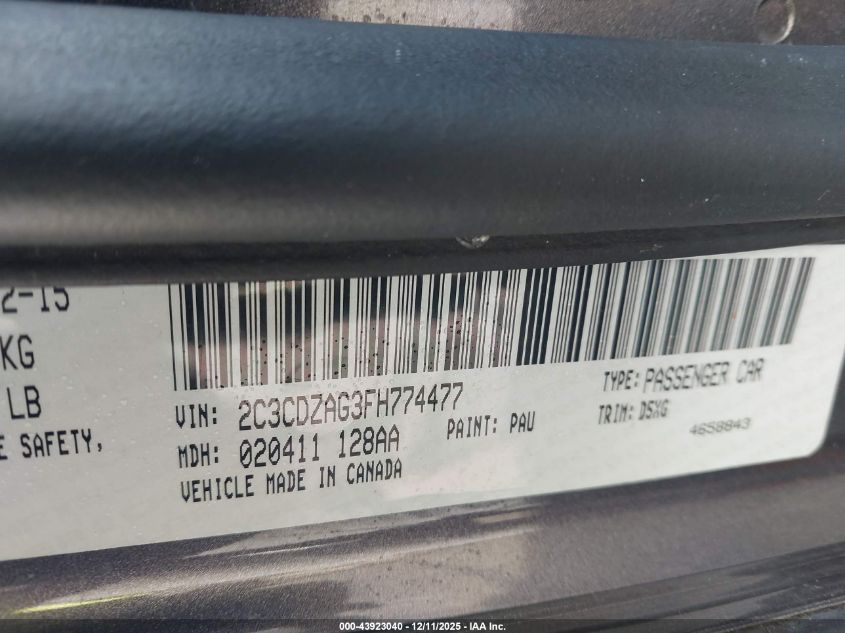 2-15
KG
LB
E SAFETY,
VIN: 2C3CDZAG3FH774477
TYPE: PASSENGER CAR
MDH: 020411 128AA
PAINT: PAU
TRIM: DSXG
4658843
VEHICLE MADE IN CANADA
000-43923040 - 12/11/2025 - IAA Inc.